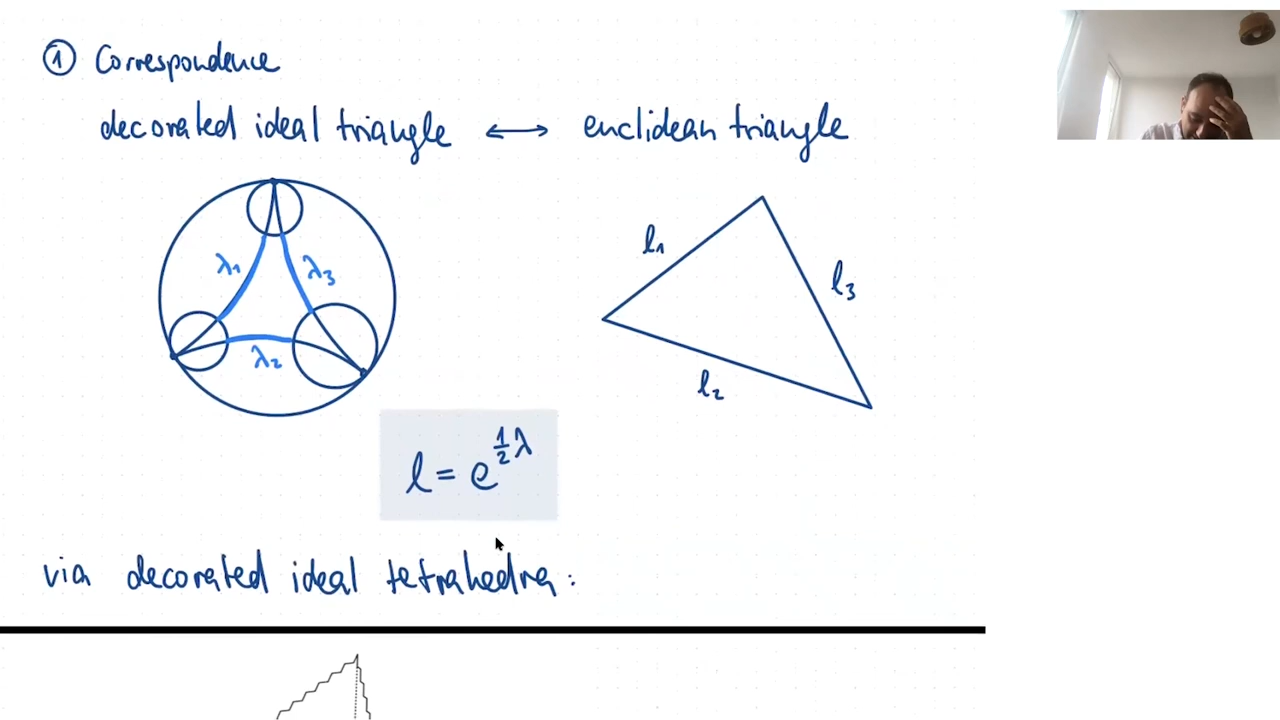 ① Correspondence
decorated ideal triangle ⟷ euclidean triangle
λ₁ λ₃
λ₂
l₁
l₃
l₂
l = e^{½λ}
via decorated ideal tetrahedra: